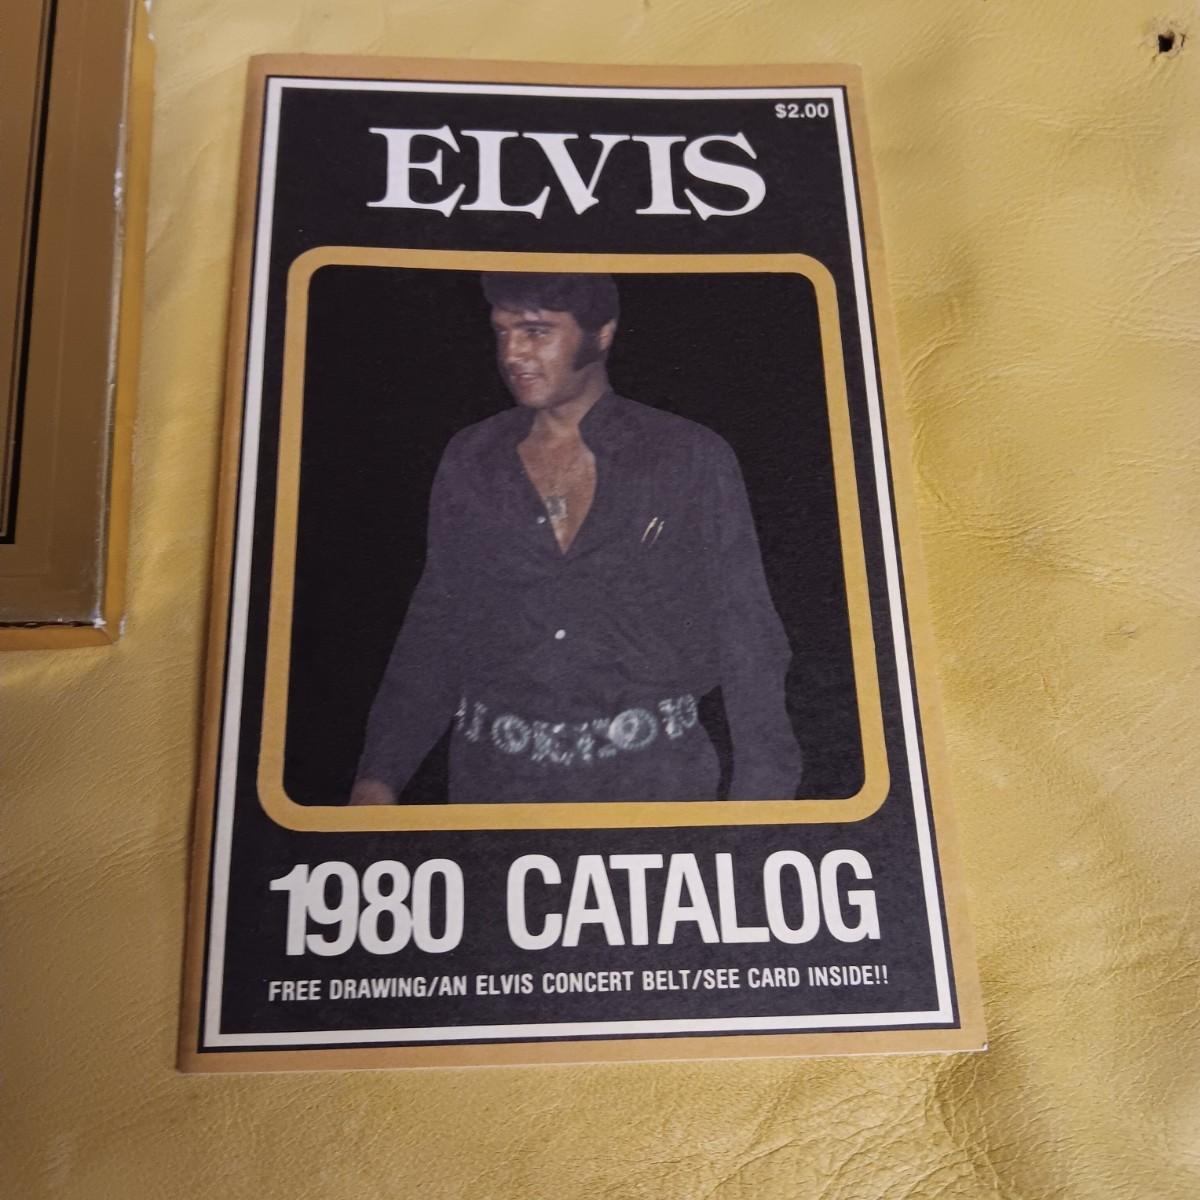 $2.00
ELVIS
1980 CATALOG
FREE DRAWING/AN ELVIS CONCERT BELT/SEE CARD INSIDE!!